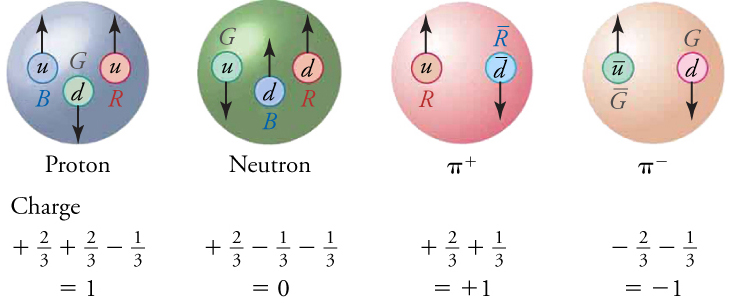 G R̅ G
u G u u d d u d̅ u̅ d
B d R B R R G̅
Proton Neutron π⁺ π⁻
Charge
+ 2/3 + 2/3 − 1/3 + 2/3 − 1/3 − 1/3 + 2/3 + 1/3 − 2/3 − 1/3
= 1 = 0 = +1 = −1